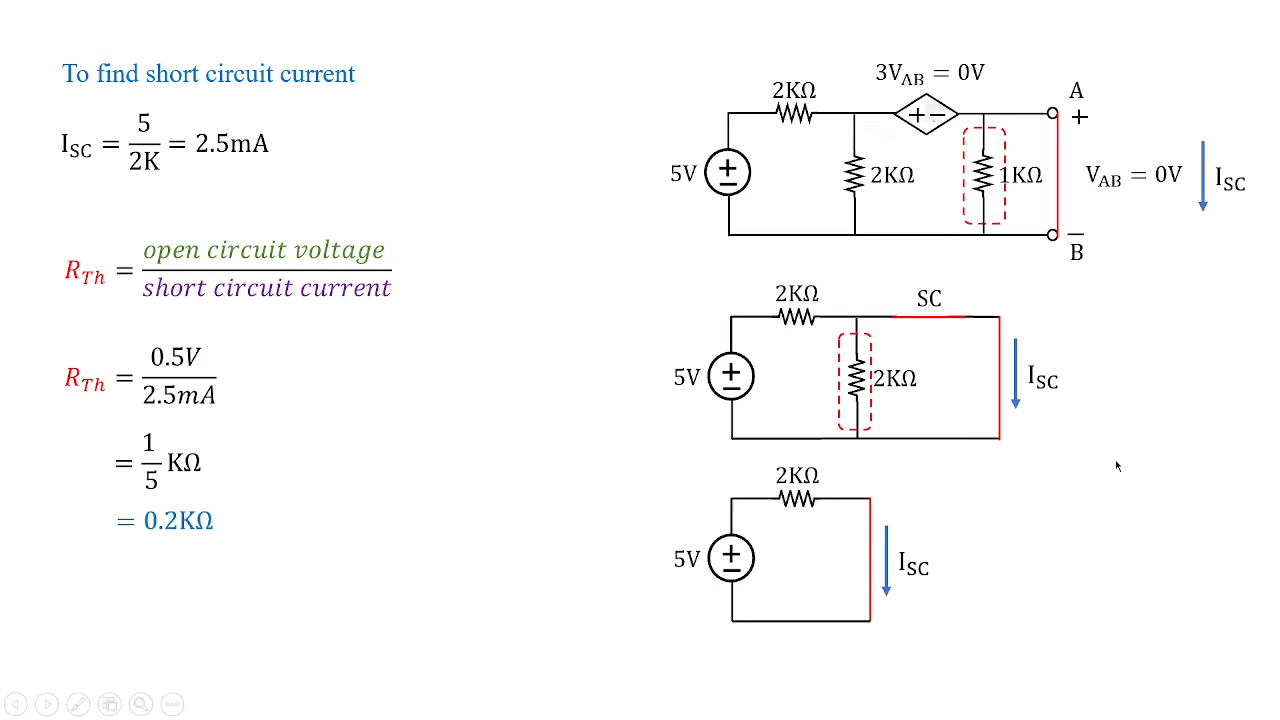 To find short circuit current
I_SC = 5/2K = 2.5mA
R_Th = open circuit voltage/short circuit current
R_Th = 0.5V/2.5mA
= 1/5 KΩ
= 0.2KΩ
3V_AB = 0V
2KΩ
A
+
+ −
5V
+
−
2KΩ
1KΩ
V_AB = 0V
I_SC
−
B
2KΩ
SC
5V
+
−
2KΩ
I_SC
2KΩ
5V
+
−
I_SC